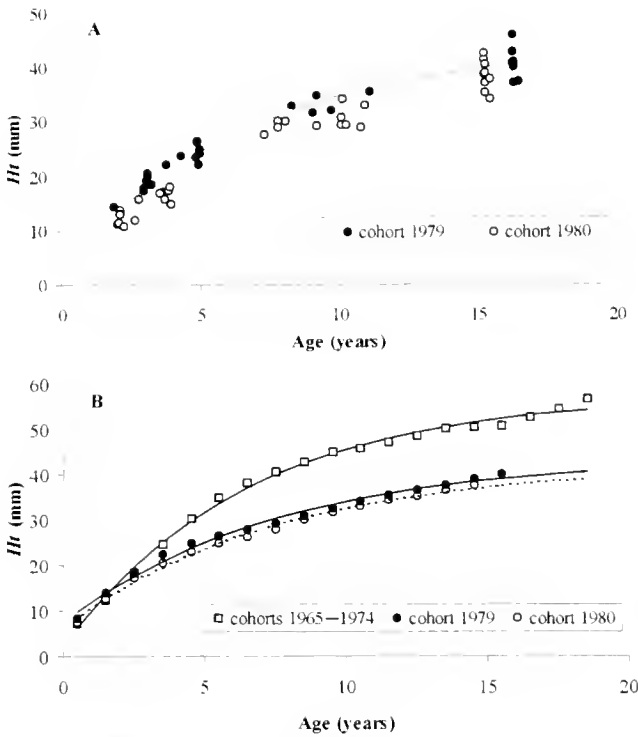 50
A
40
30
Ht (mm)
20
10
● cohort 1979 ○ cohort 1980
0
0 5 10 15 20
Age (years)
60
B
50
40
Ht (mm)
30
20
10
□ cohorts 1965—1974 ● cohort 1979 ○ cohort 1980
0
0 5 10 15 20
Age (years)